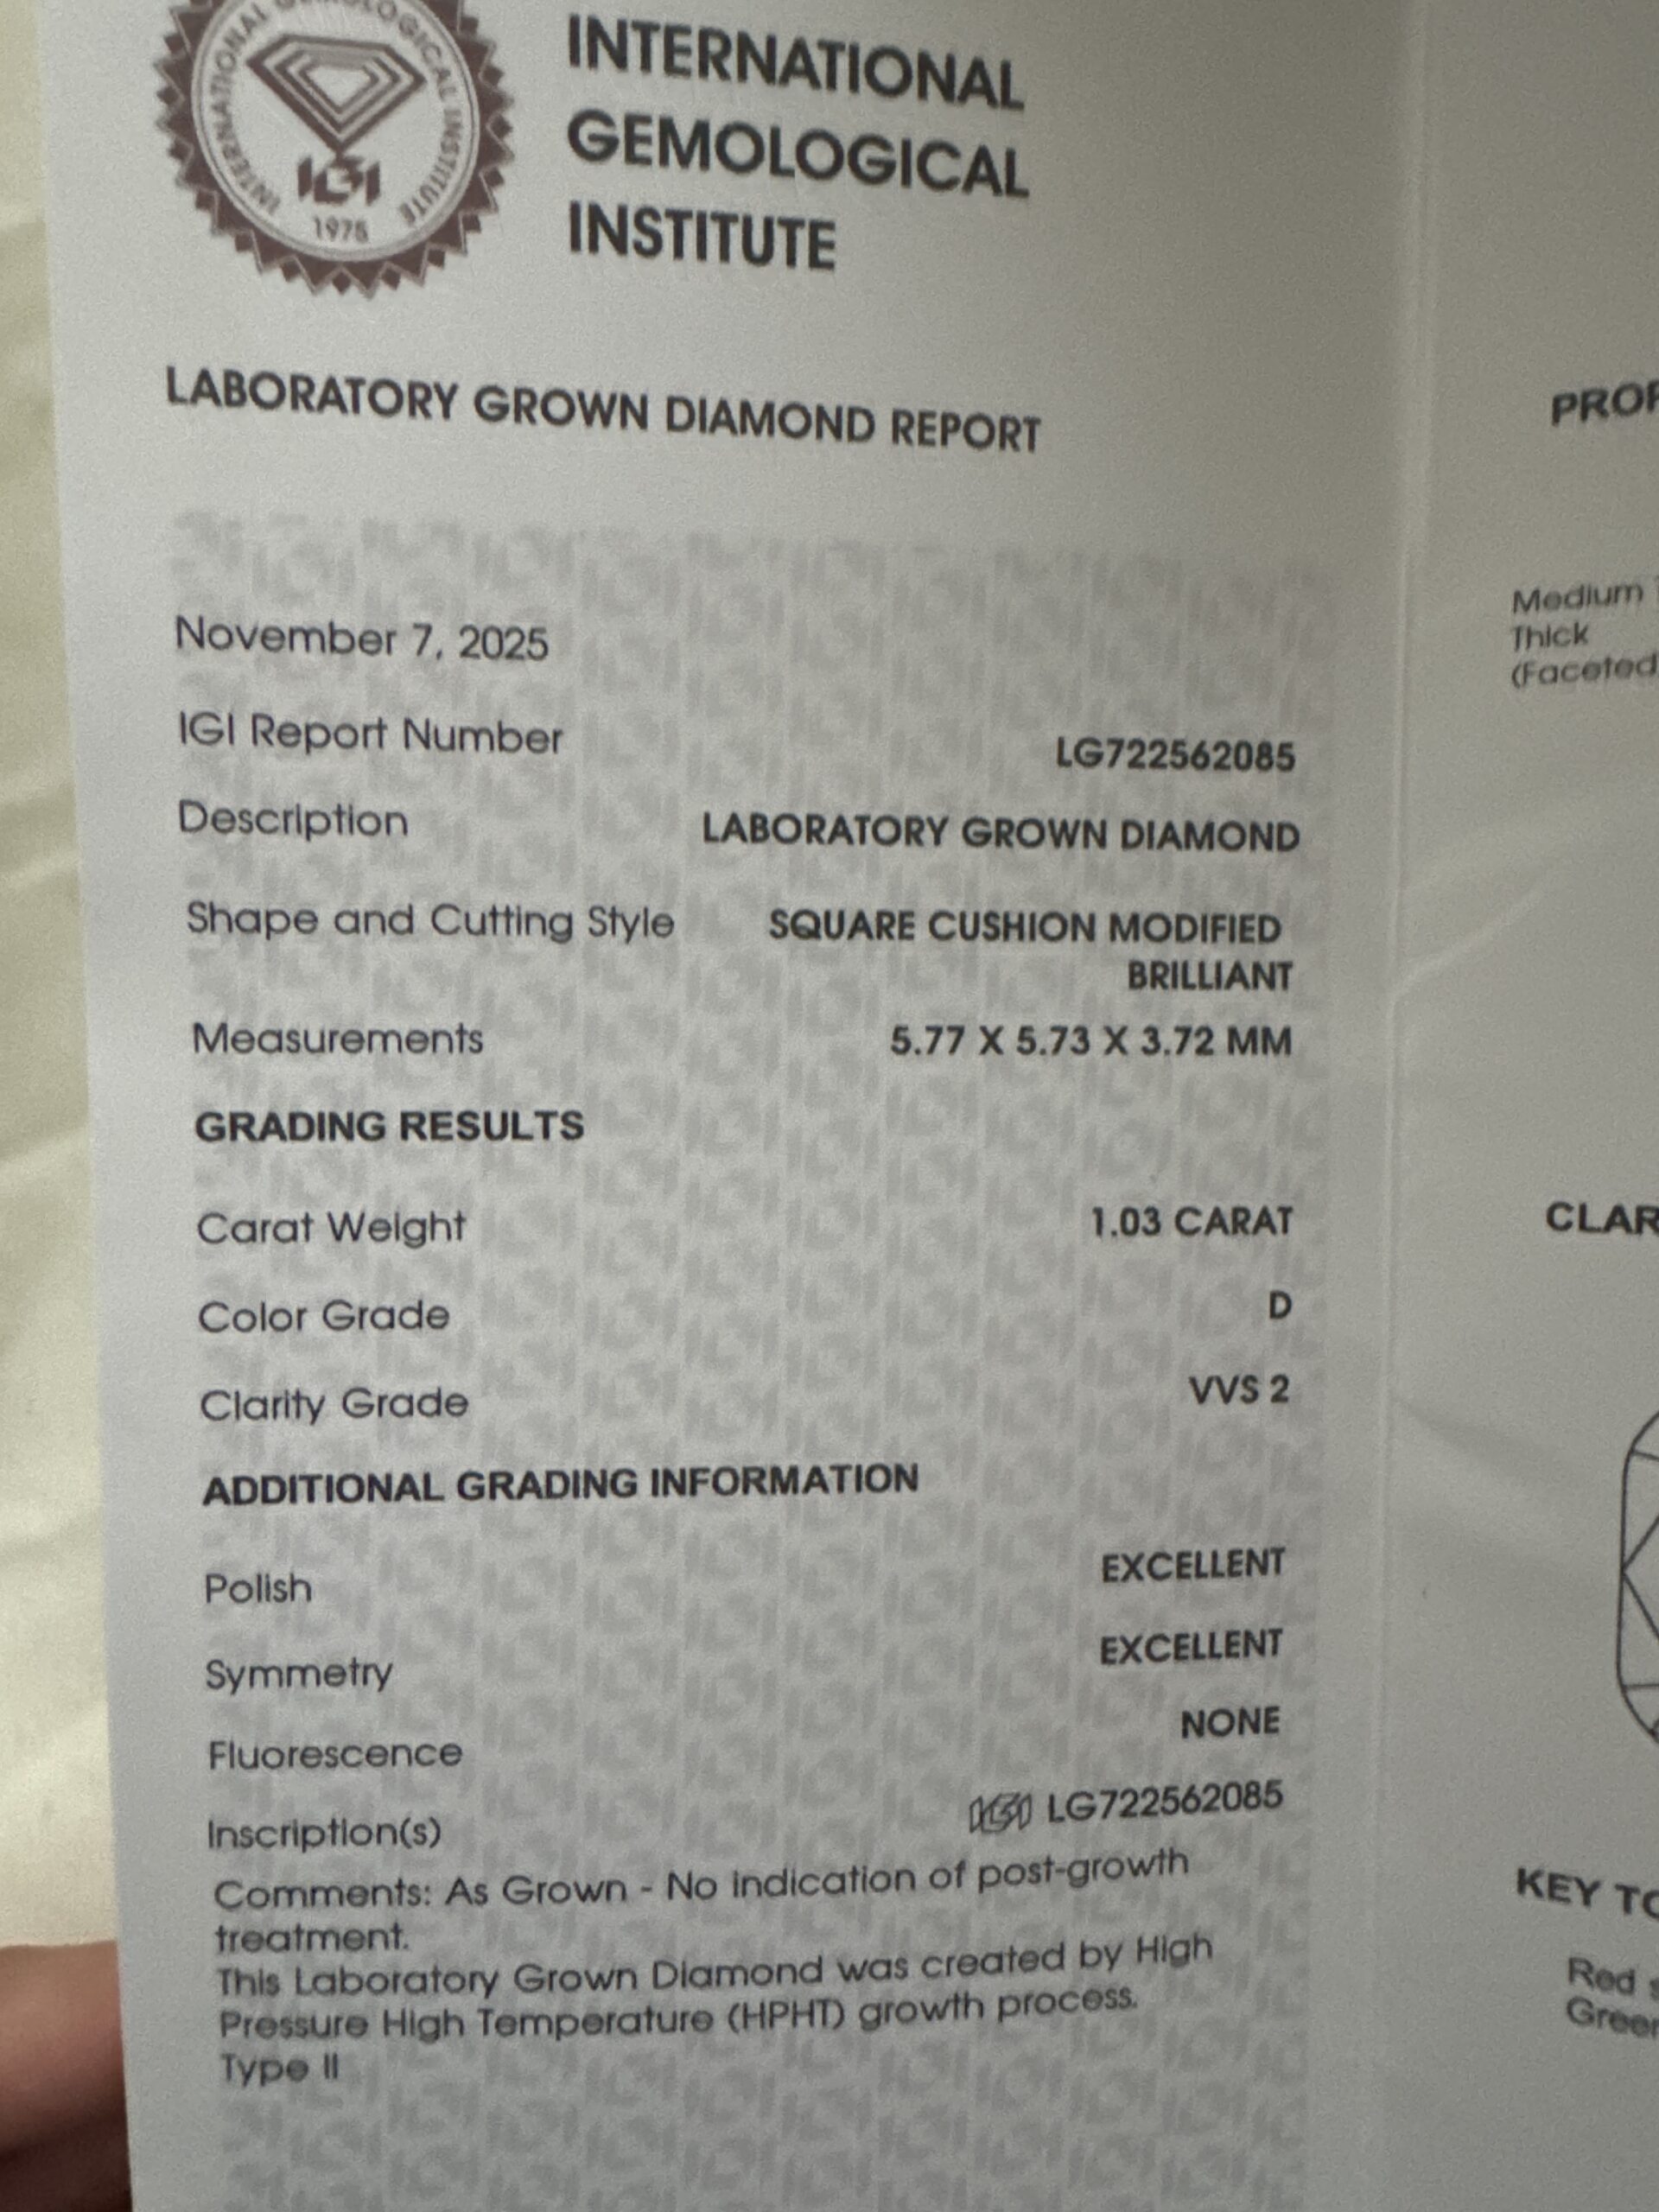 INTERNATIONAL GEMOLOGICAL INSTITUTE
IGI
1975
INTERNATIONAL
GEMOLOGICAL
INSTITUTE
LABORATORY GROWN DIAMOND REPORT
November 7, 2025
IGI Report Number LG722562085
Description LABORATORY GROWN DIAMOND
Shape and Cutting Style SQUARE CUSHION MODIFIED
BRILLIANT
Measurements 5.77 X 5.73 X 3.72 MM
GRADING RESULTS
Carat Weight 1.03 CARAT
Color Grade D
Clarity Grade VVS 2
ADDITIONAL GRADING INFORMATION
Polish EXCELLENT
Symmetry EXCELLENT
Fluorescence NONE
Inscription(s) IGI LG722562085
Comments: As Grown - No indication of post-growth
treatment.
This Laboratory Grown Diamond was created by High
Pressure High Temperature (HPHT) growth process.
Type II
Medium
Thick
(Faceted
KEY
Red